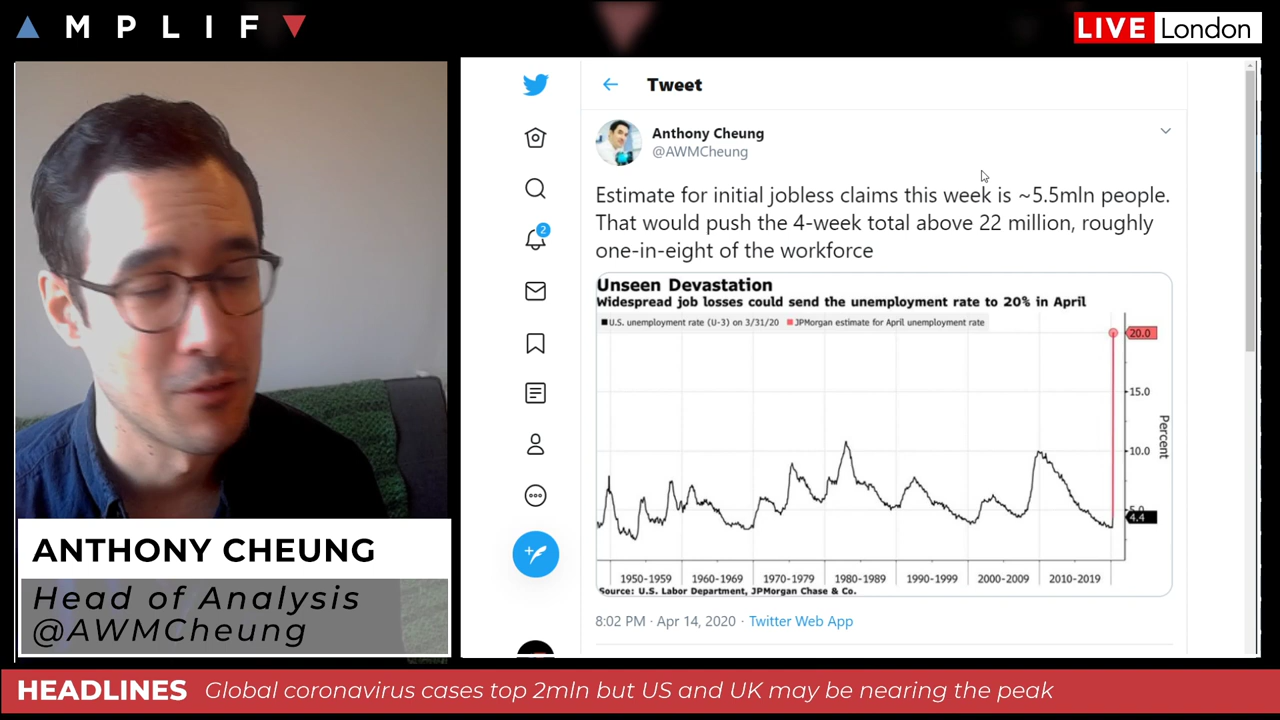 MPLIF
LIVE London
Tweet
Anthony Cheung
@AWMCheung
2
Estimate for initial jobless claims this week is ~5.5mln people.
That would push the 4-week total above 22 million, roughly
one-in-eight of the workforce
Unseen Devastation
Widespread job losses could send the unemployment rate to 20% in April
U.S. unemployment rate (U-3) on 3/31/20 JPMorgan estimate for April unemployment rate
20.0
15.0
10.0
5.0
4.4
Percent
1950-1959 1960-1969 1970-1979 1980-1989 1990-1999 2000-2009 2010-2019
Source: U.S. Labor Department, JPMorgan Chase & Co.
8:02 PM · Apr 14, 2020 · Twitter Web App
ANTHONY CHEUNG
Head of Analysis
@AWMCheung
HEADLINES Global coronavirus cases top 2mln but US and UK may be nearing the peak